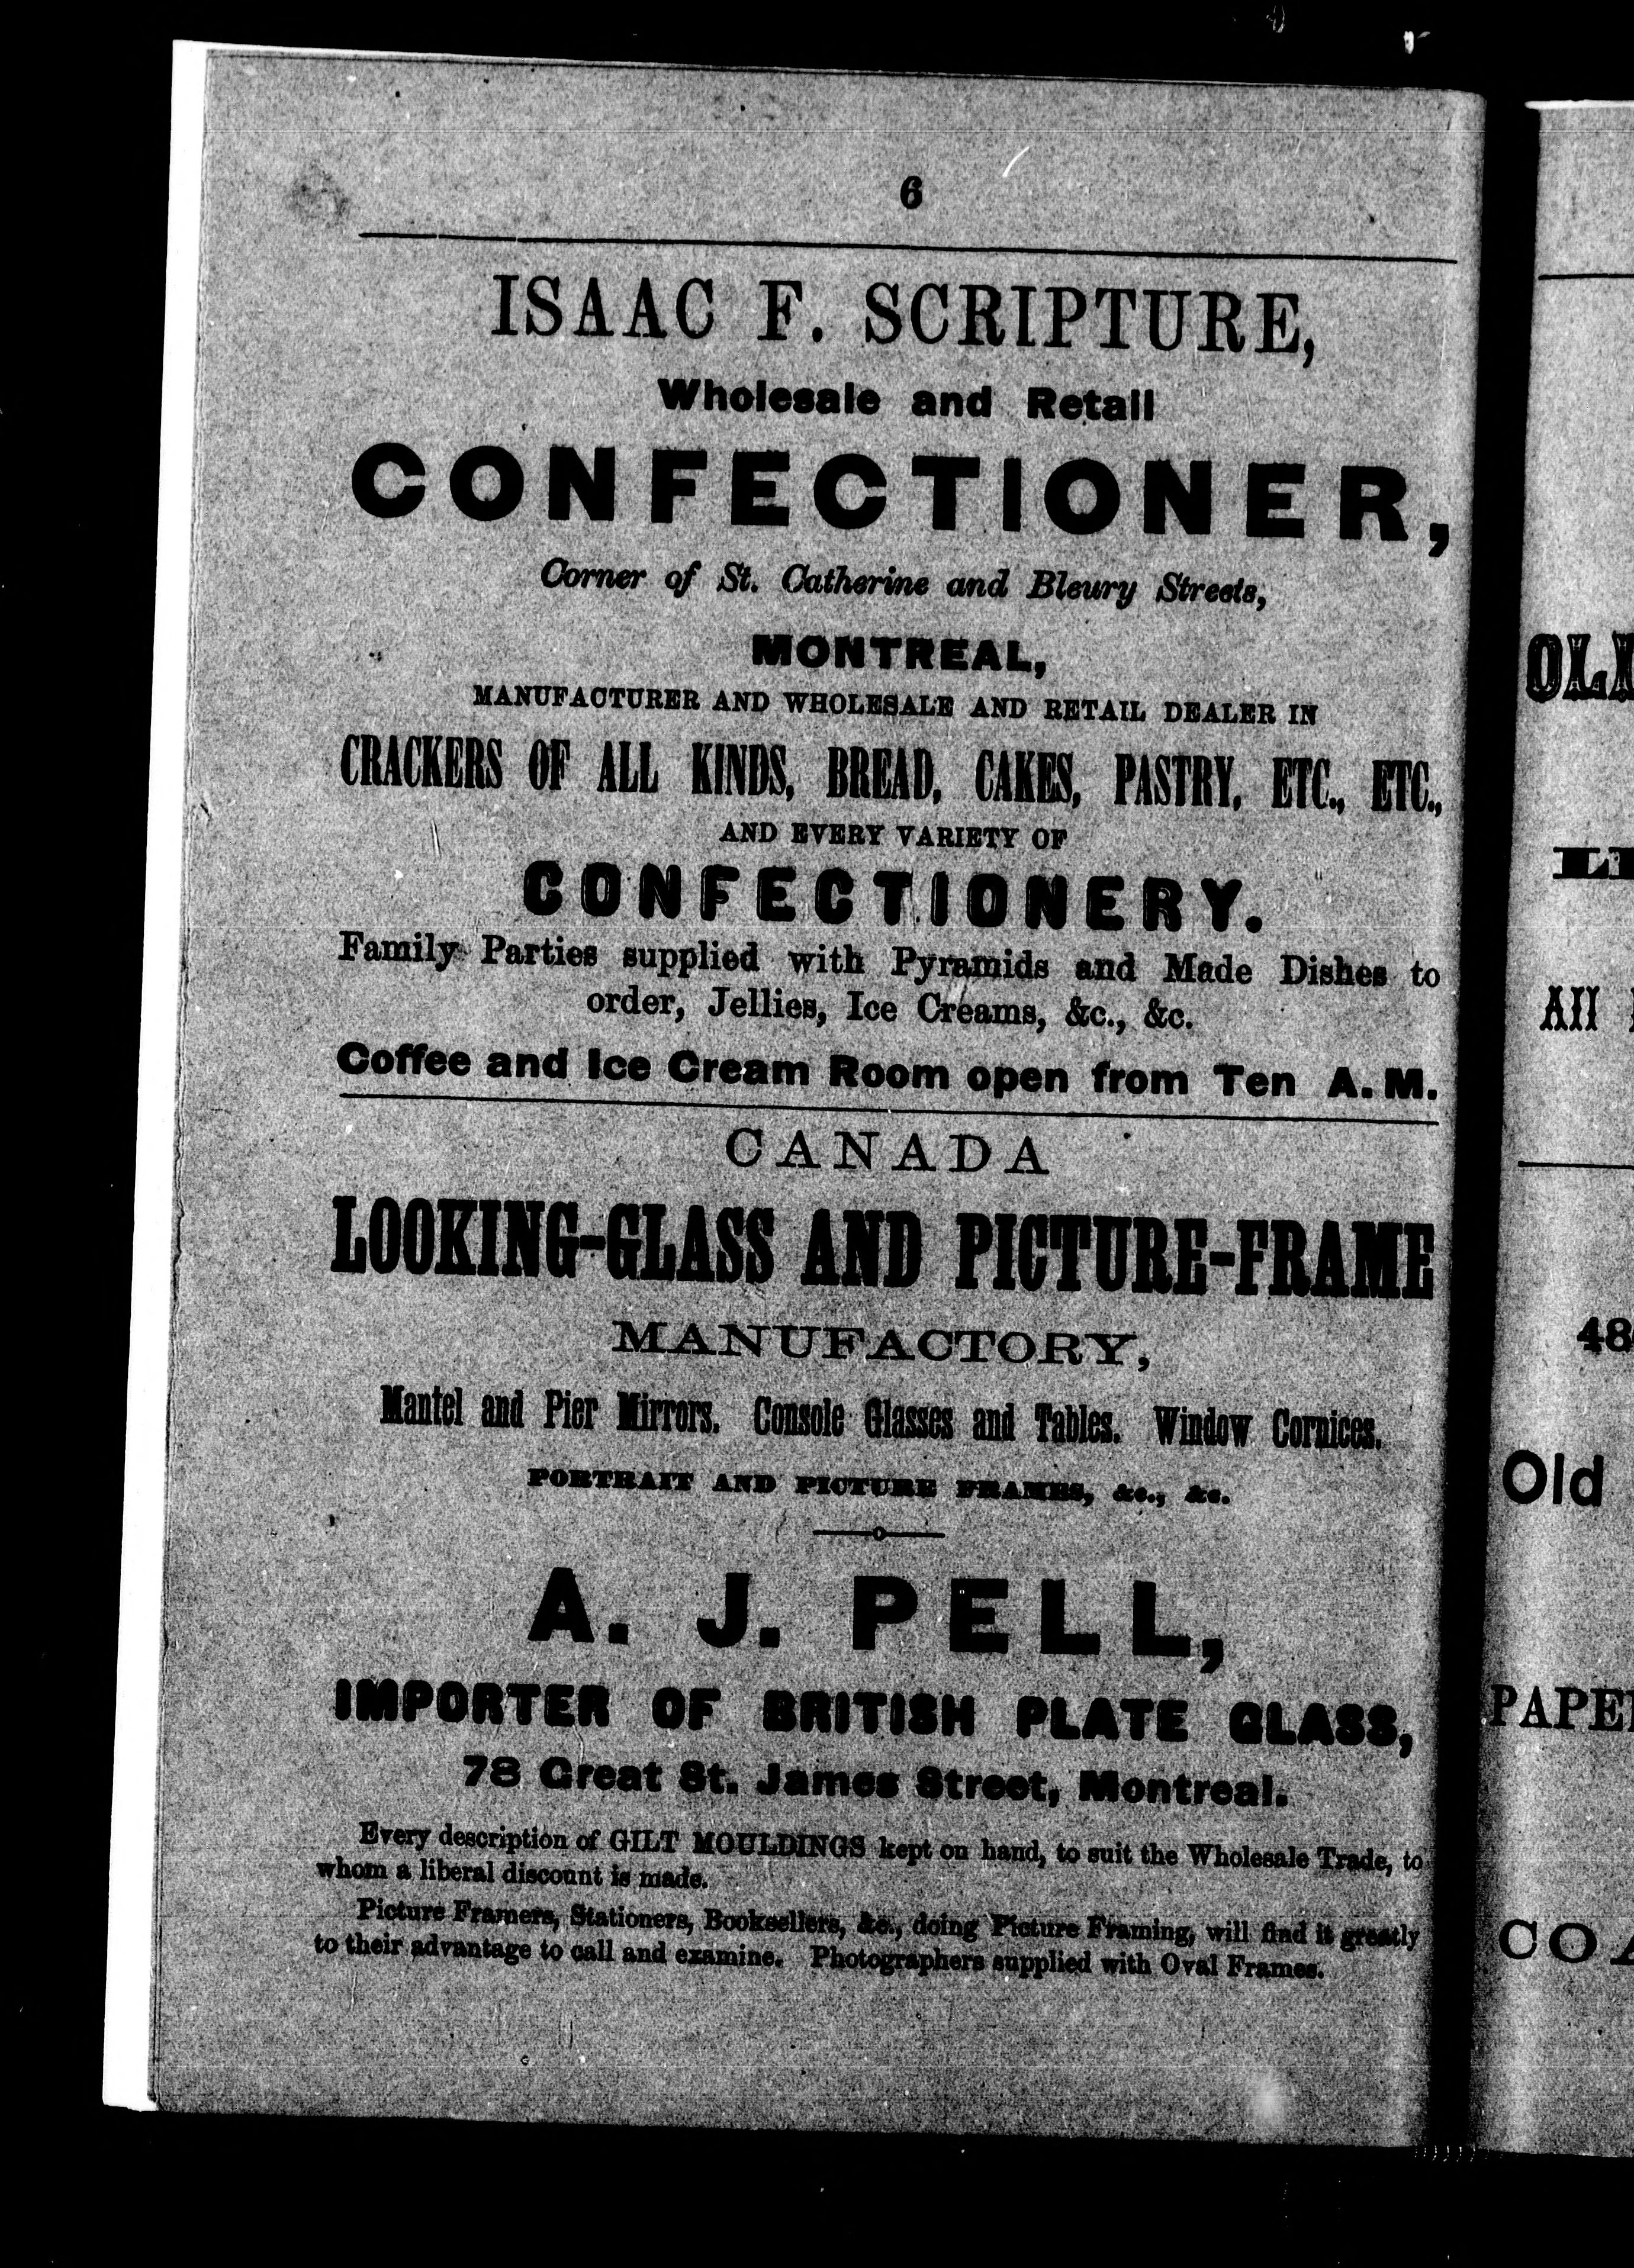 6
ISAAC F. SCRIPTURE,
Wholesale and Retail
CONFECTIONER,
Corner of St. Catherine and Bleury Streets,
MONTREAL,
MANUFACTURER AND WHOLESALE AND RETAIL DEALER IN
CRACKERS OF ALL KINDS, BREAD, CAKES, PASTRY, ETC., ETC.,
AND EVERY VARIETY OF
CONFECTIONERY.
Family Parties supplied with Pyramids and Made Dishes to
order, Jellies, Ice Creams, &c., &c.
Coffee and Ice Cream Room open from Ten A.M.
CANADA
LOOKING-GLASS AND PICTURE-FRAME
MANUFACTORY,
Mantel and Pier Mirrors. Console Glasses and Tables. Window Cornices.
PORTRAIT AND PICTURE FRAMES, &c., &c.
A. J. PELL,
IMPORTER OF BRITISH PLATE GLASS,
78 Great St. James Street, Montreal.
Every description of GILT MOULDINGS kept on hand, to suit the Wholesale Trade, to
whom a liberal discount is made.
Picture Framers, Stationers, Booksellers, &c., doing Picture Framing, will find it greatly
to their advantage to call and examine. Photographers supplied with Oval Frames.
All
48
Old